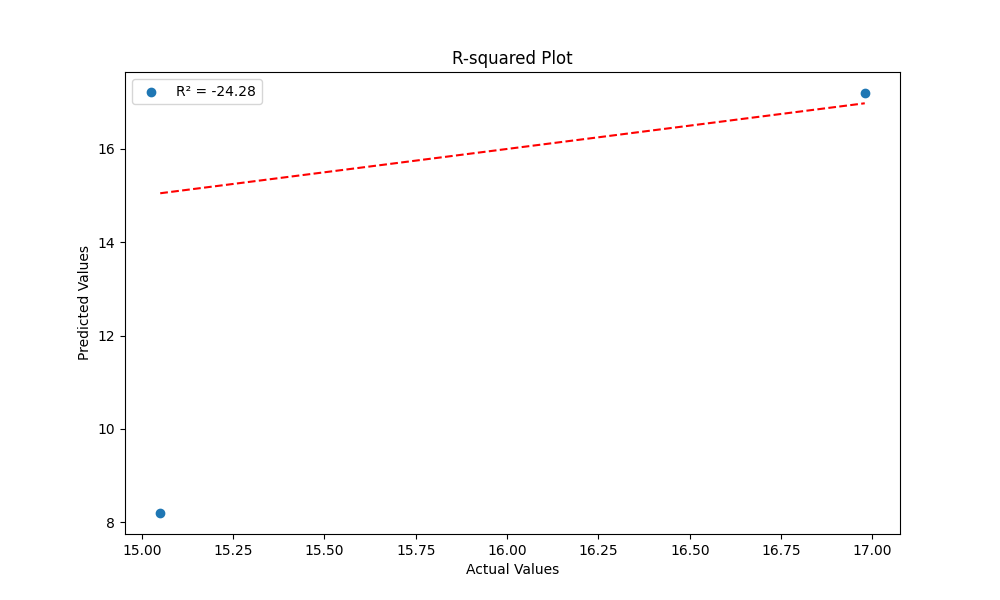 R-squared Plot
R² = -24.28
Predicted Values
16
14
12
10
8
15.00 15.25 15.50 15.75 16.00 16.25 16.50 16.75 17.00
Actual Values